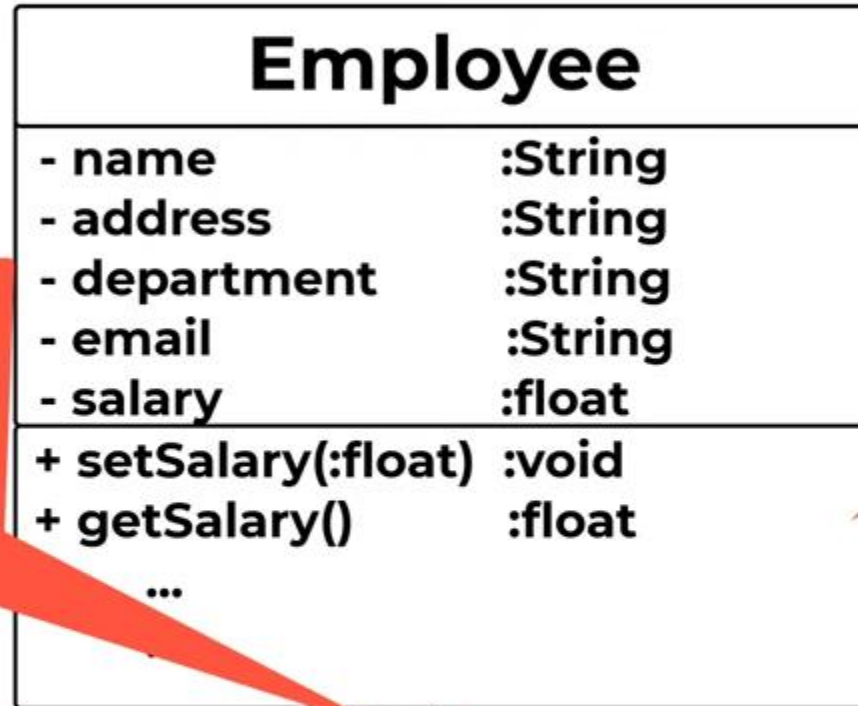 Employee
- name :String
- address :String
- department :String
- email :String
- salary :float
+ setSalary(:float) :void
+ getSalary() :float
...